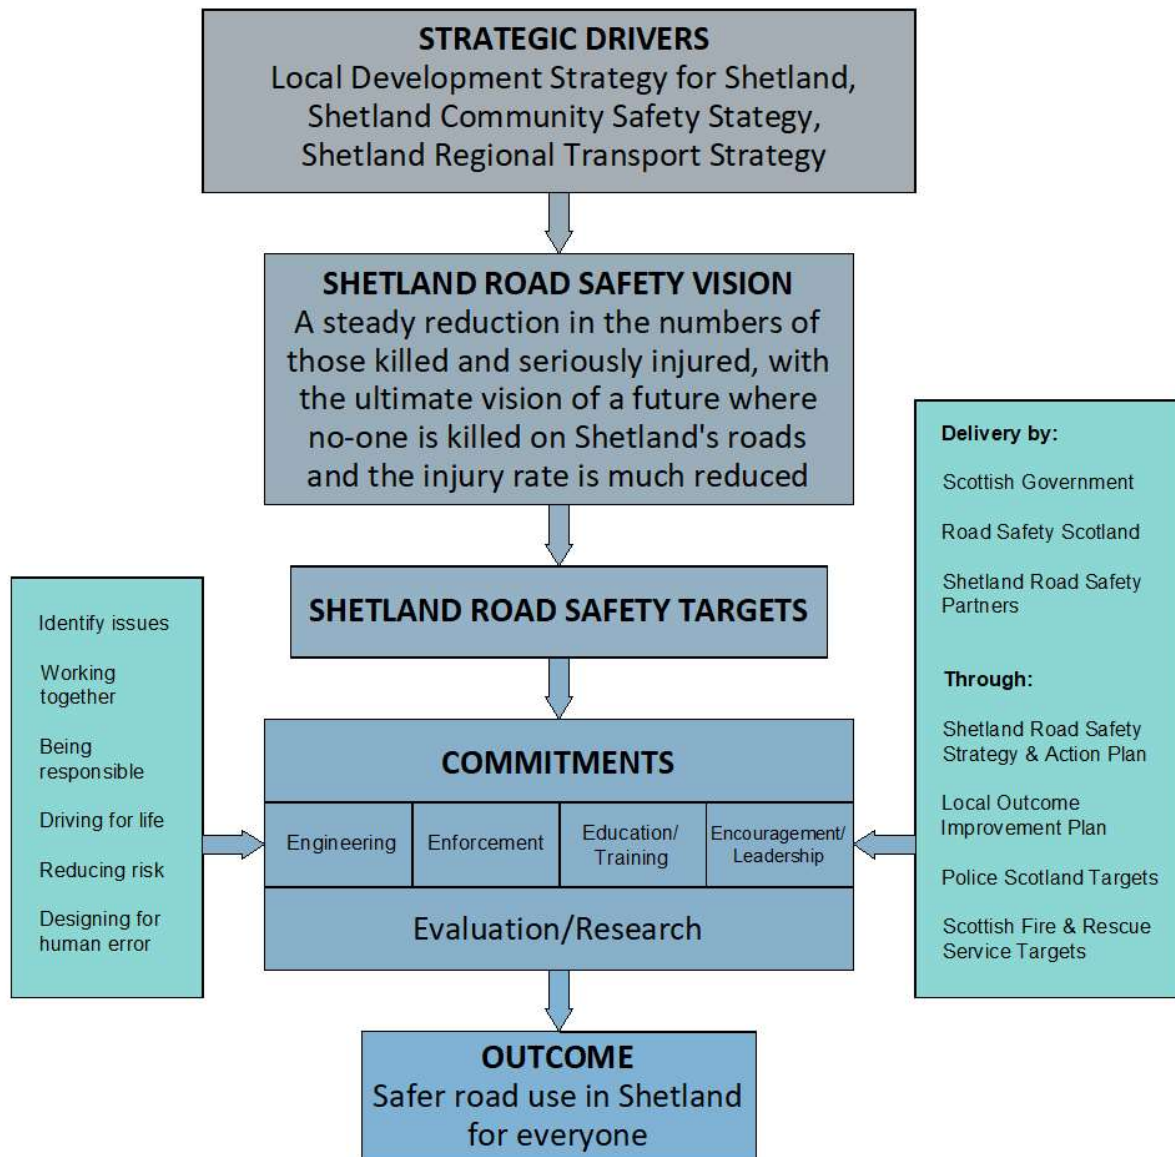 STRATEGIC DRIVERS
Local Development Strategy for Shetland,
Shetland Community Safety Stategy,
Shetland Regional Transport Strategy
SHETLAND ROAD SAFETY VISION
A steady reduction in the numbers of
those killed and seriously injured, with
the ultimate vision of a future where
no-one is killed on Shetland's roads
and the injury rate is much reduced
SHETLAND ROAD SAFETY TARGETS
Identify issues
Working
together
Being
responsible
Driving for life
Reducing risk
Designing for
human error
COMMITMENTS
Engineering
Enforcement
Education/
Training
Encouragement/
Leadership
Evaluation/Research
Delivery by:
Scottish Government
Road Safety Scotland
Shetland Road Safety
Partners
Through:
Shetland Road Safety
Strategy & Action Plan
Local Outcome
Improvement Plan
Police Scotland Targets
Scottish Fire & Rescue
Service Targets
OUTCOME
Safer road use in Shetland
for everyone